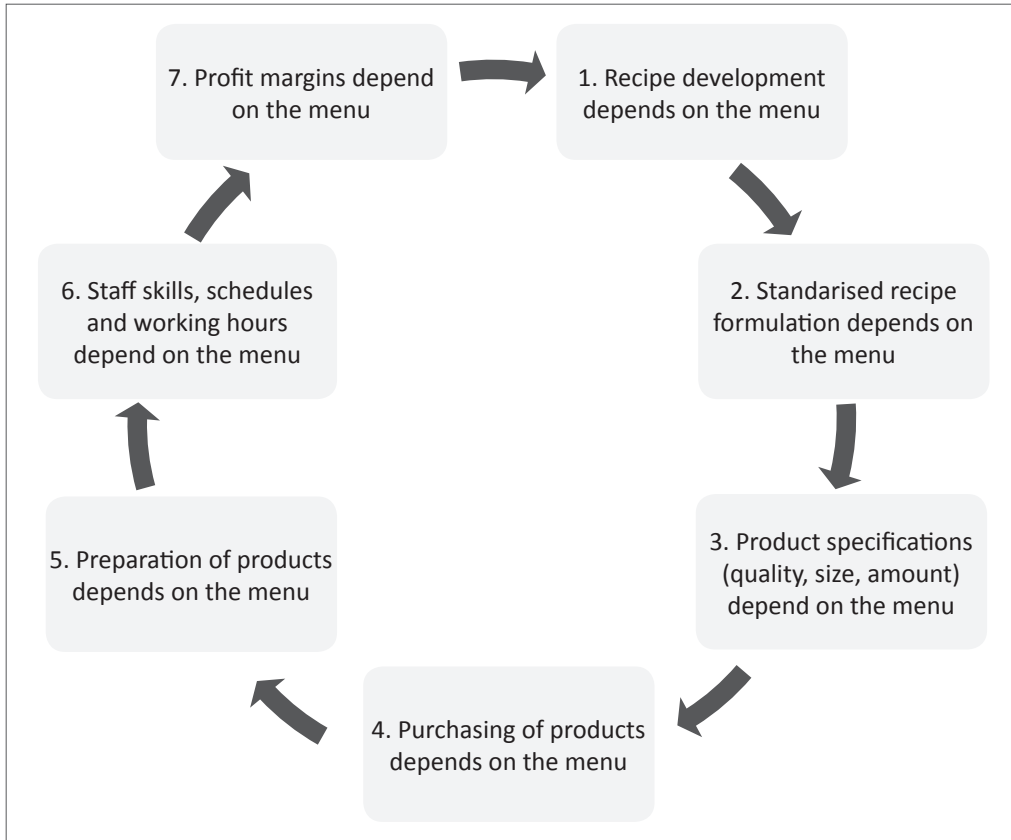 1. Recipe development
depends on the menu
2. Standarised recipe
formulation depends on
the menu
3. Product specifications
(quality, size, amount)
depend on the menu
4. Purchasing of products
depends on the menu
5. Preparation of products
depends on the menu
6. Staff skills, schedules
and working hours
depend on the menu
7. Profit margins depend
on the menu